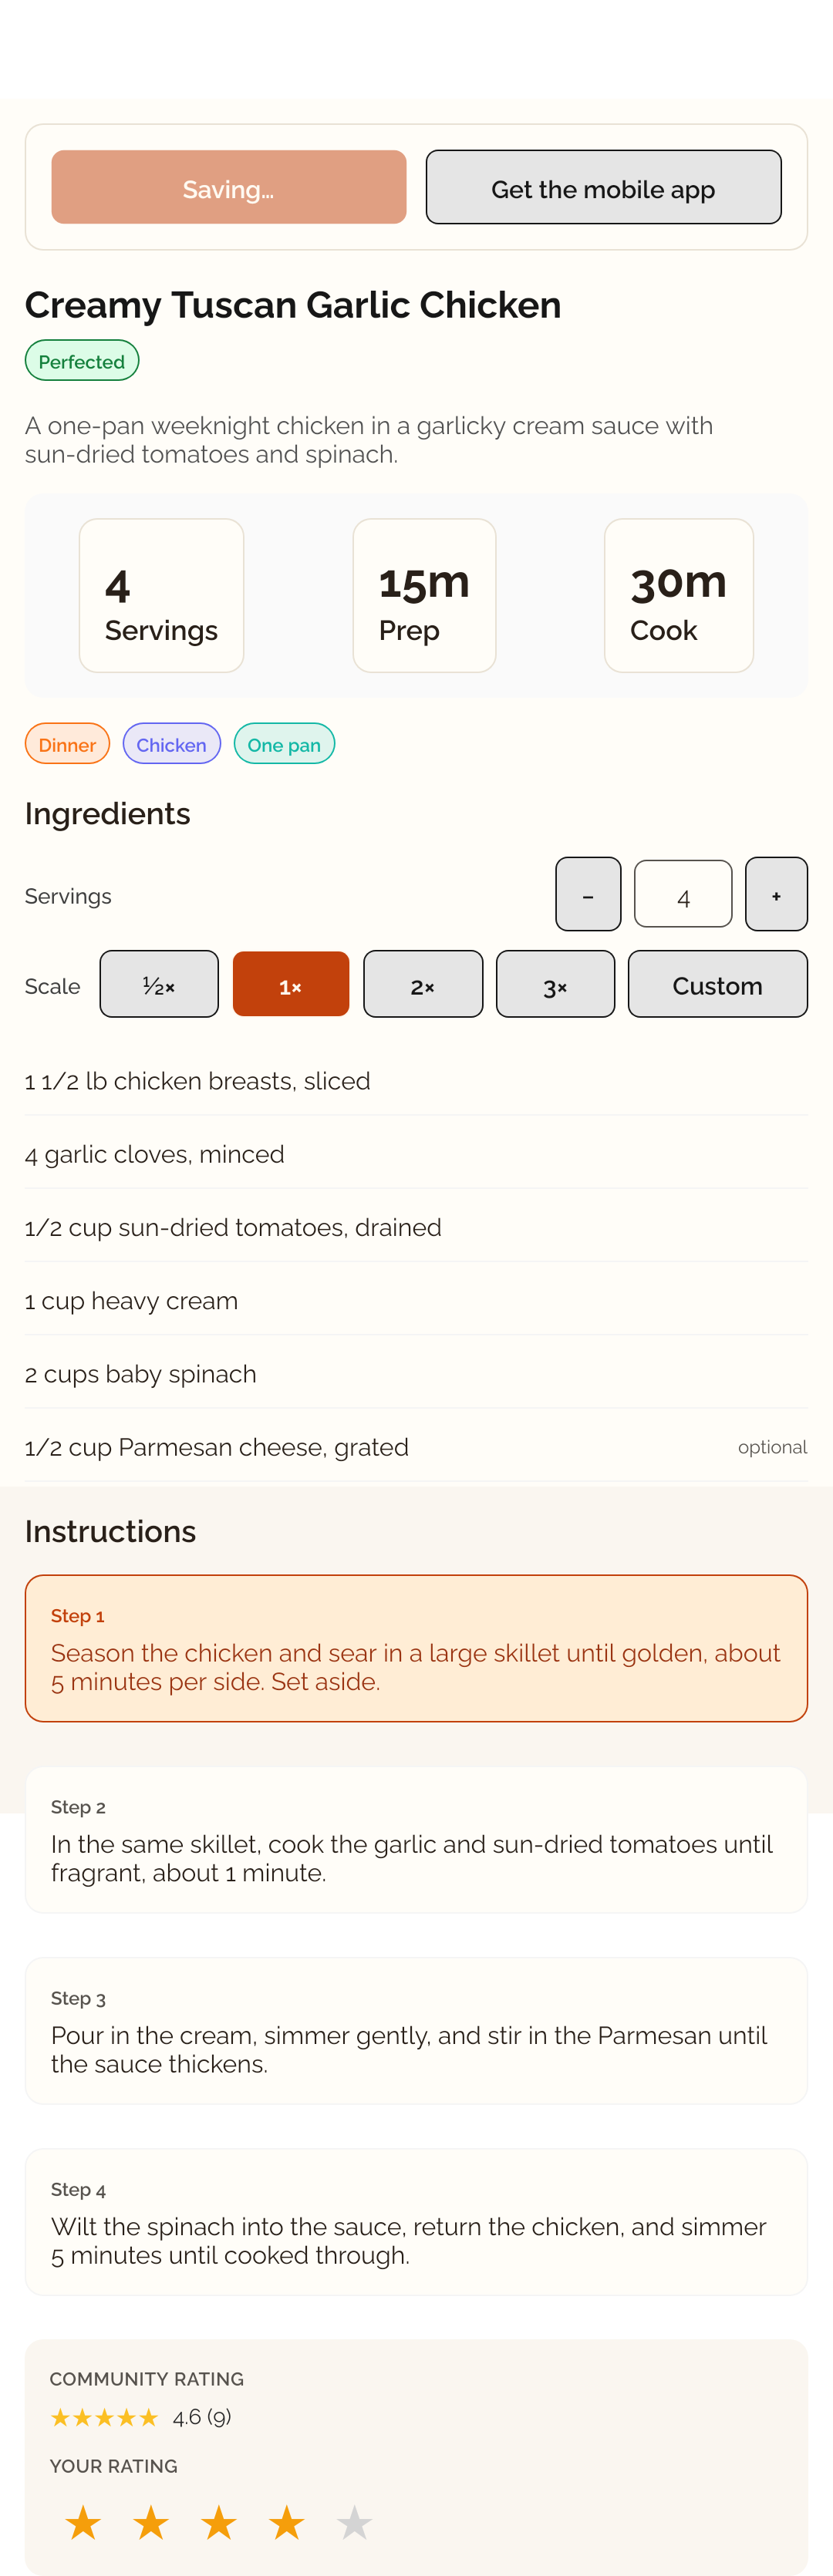 Saving...
Get the mobile app
Creamy Tuscan Garlic Chicken
Perfected
A one-pan weeknight chicken in a garlicky cream sauce with
sun-dried tomatoes and spinach.
4
Servings
15m
Prep
30m
Cook
Dinner
Chicken
One pan
Ingredients
Servings
−
4
+
Scale
½×
1×
2×
3×
Custom
1 1/2 lb chicken breasts, sliced
4 garlic cloves, minced
1/2 cup sun-dried tomatoes, drained
1 cup heavy cream
2 cups baby spinach
1/2 cup Parmesan cheese, grated
optional
Instructions
Step 1
Season the chicken and sear in a large skillet until golden, about
5 minutes per side. Set aside.
Step 2
In the same skillet, cook the garlic and sun-dried tomatoes until
fragrant, about 1 minute.
Step 3
Pour in the cream, simmer gently, and stir in the Parmesan until
the sauce thickens.
Step 4
Wilt the spinach into the sauce, return the chicken, and simmer
5 minutes until cooked through.
COMMUNITY RATING
★★★★★ 4.6 (9)
YOUR RATING
★ ★ ★ ★ ★